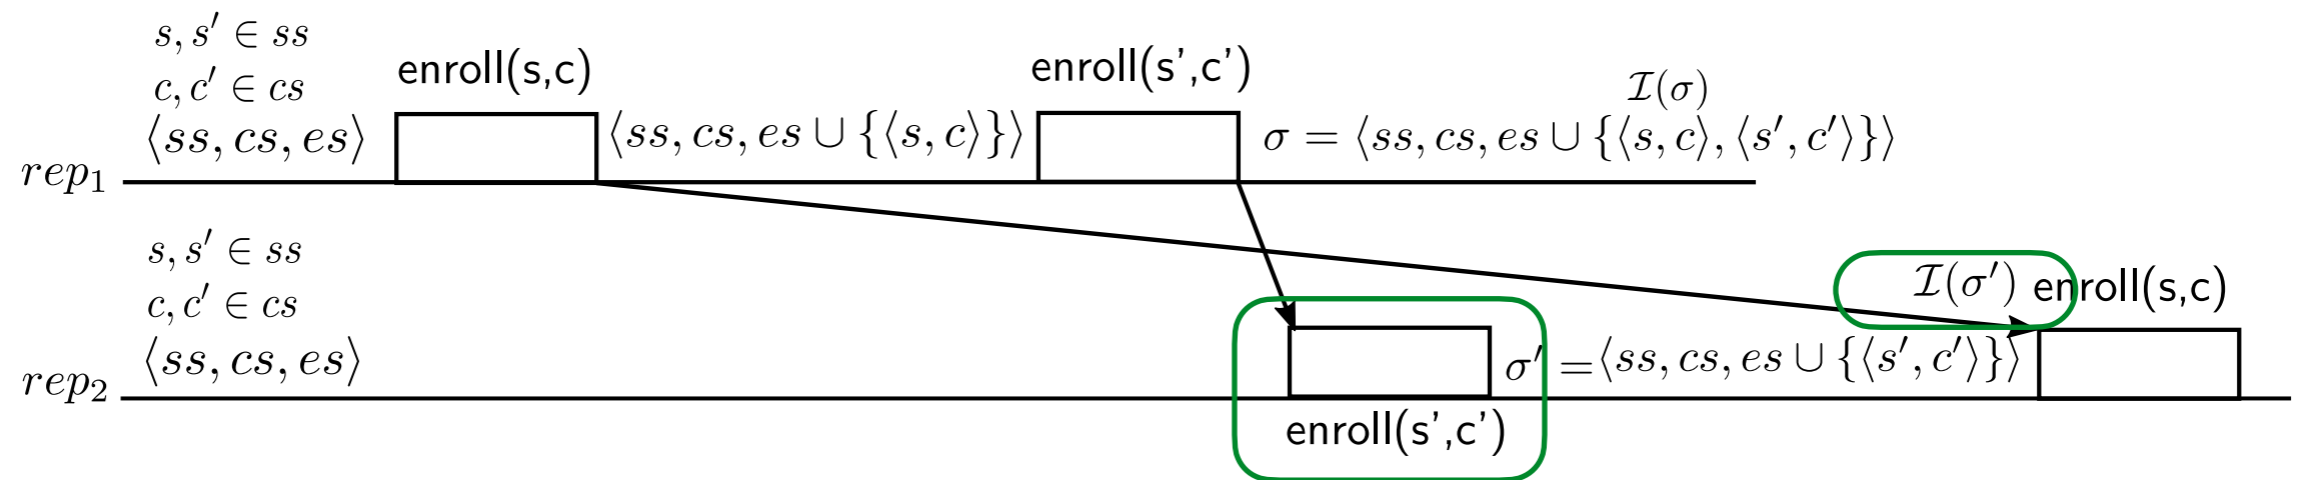 s, s′ ∈ ss
c, c′ ∈ cs
enroll(s,c)
enroll(s',c')
I(σ)
⟨ss, cs, es⟩
⟨ss, cs, es ∪ {⟨s, c⟩}⟩
σ = ⟨ss, cs, es ∪ {⟨s, c⟩, ⟨s′, c′⟩}⟩
rep₁
s, s′ ∈ ss
c, c′ ∈ cs
I(σ′) enroll(s,c)
⟨ss, cs, es⟩
σ′ = ⟨ss, cs, es ∪ {⟨s′, c′⟩}⟩
rep₂
enroll(s',c')